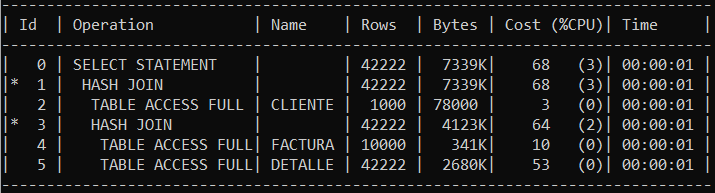 -------------------------------------------------------------------------------
| Id  | Operation           | Name    | Rows  | Bytes | Cost (%CPU)| Time     |
-------------------------------------------------------------------------------
|   0 | SELECT STATEMENT    |         | 42222 |  7339K|    68   (3)| 00:00:01 |
|*  1 |  HASH JOIN          |         | 42222 |  7339K|    68   (3)| 00:00:01 |
|   2 |   TABLE ACCESS FULL | CLIENTE |  1000 | 78000 |     3   (0)| 00:00:01 |
|*  3 |   HASH JOIN         |         | 42222 |  4123K|    64   (2)| 00:00:01 |
|   4 |    TABLE ACCESS FULL| FACTURA | 10000 |   341K|    10   (0)| 00:00:01 |
|   5 |    TABLE ACCESS FULL| DETALLE | 42222 |  2680K|    53   (0)| 00:00:01 |
-------------------------------------------------------------------------------